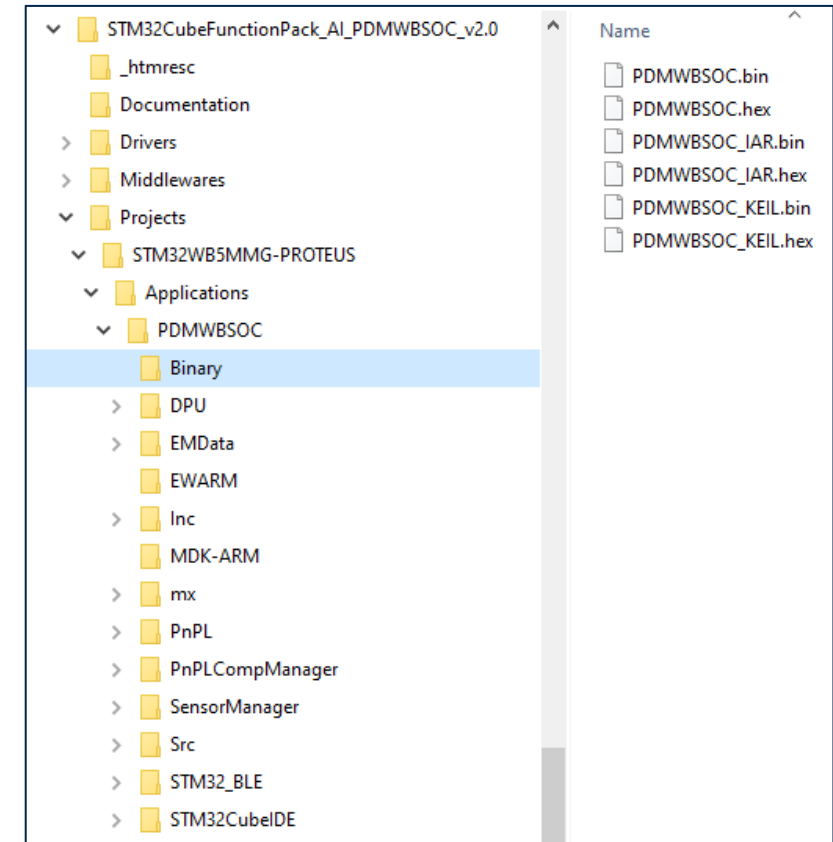 STM32CubeFunctionPack_AI_PDMWBSOC_v2.0
_htmresc
Documentation
Drivers
Middlewares
Projects
STM32WB5MMG-PROTEUS
Applications
PDMWBSOC
Binary
DPU
EMData
EWARM
Inc
MDK-ARM
mx
PnPL
PnPLCompManager
SensorManager
Src
STM32_BLE
STM32CubeIDE
Name
PDMWBSOC.bin
PDMWBSOC.hex
PDMWBSOC_IAR.bin
PDMWBSOC_IAR.hex
PDMWBSOC_KEIL.bin
PDMWBSOC_KEIL.hex